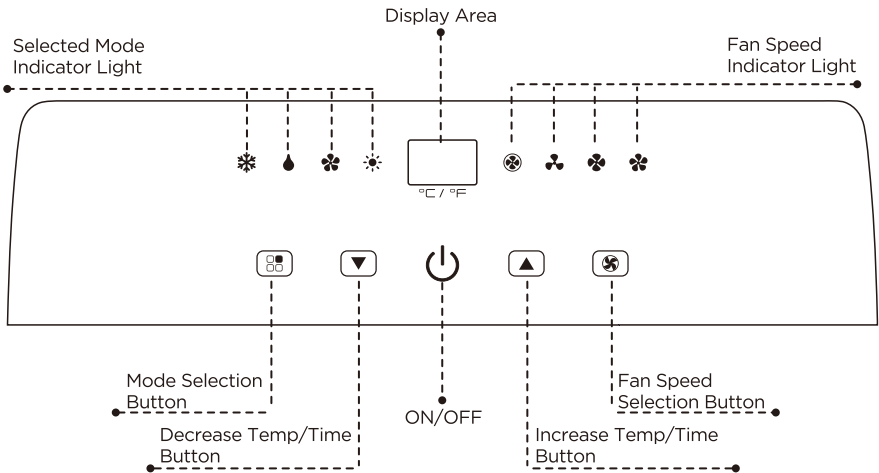 Display Area
Selected Mode
Indicator Light
Fan Speed
Indicator Light
°C / °F
Mode Selection
Button
ON/OFF
Fan Speed
Selection Button
Decrease Temp/Time
Button
Increase Temp/Time
Button